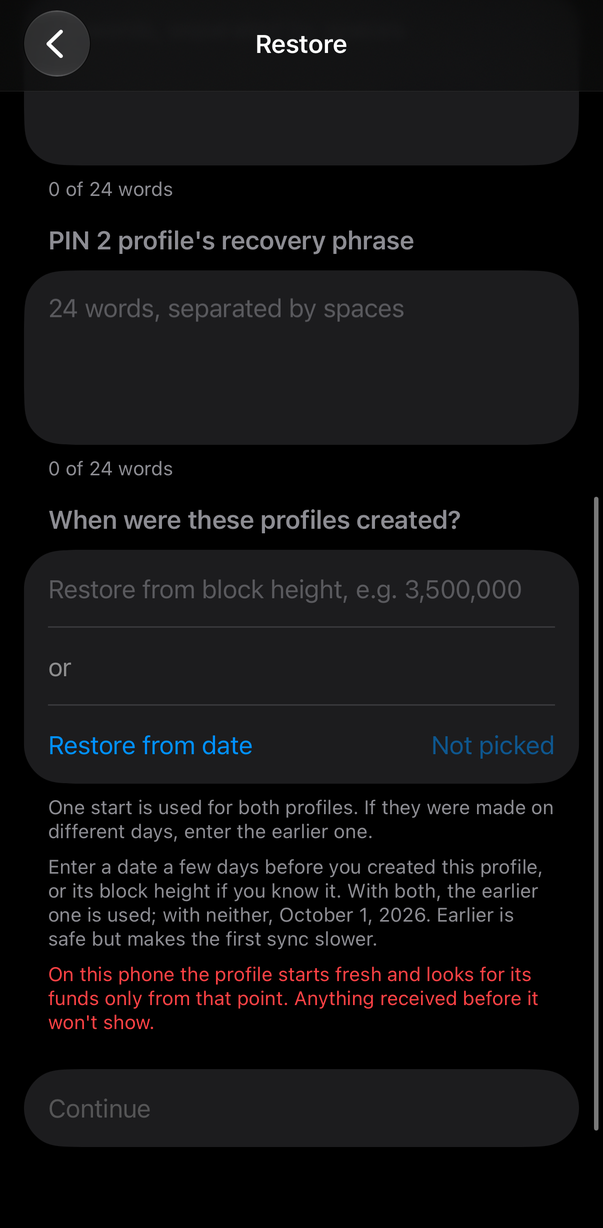 Restore
0 of 24 words
PIN 2 profile's recovery phrase
24 words, separated by spaces
0 of 24 words
When were these profiles created?
Restore from block height, e.g. 3,500,000
or
Restore from date Not picked
One start is used for both profiles. If they were made on
different days, enter the earlier one.
Enter a date a few days before you created this profile,
or its block height if you know it. With both, the earlier
one is used; with neither, October 1, 2026. Earlier is
safe but makes the first sync slower.
On this phone the profile starts fresh and looks for its
funds only from that point. Anything received before it
won't show.
Continue